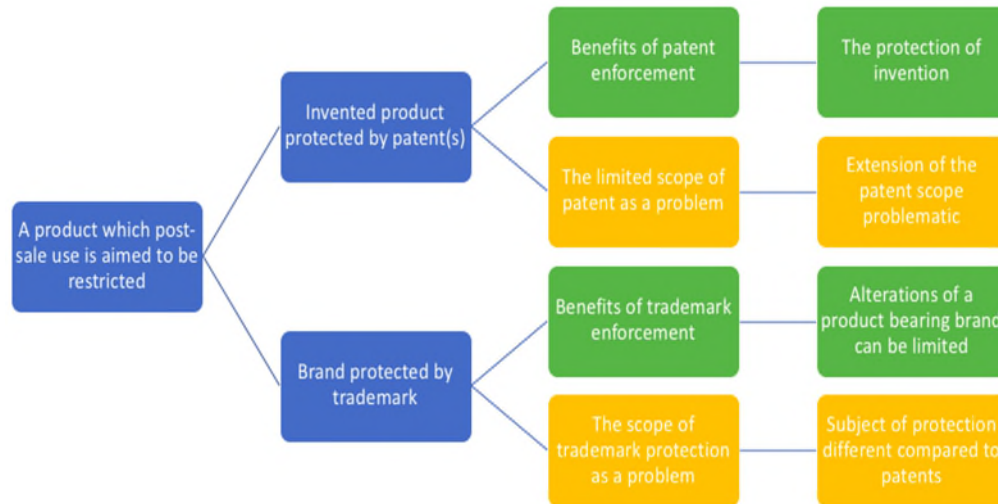 Benefits of patent
enforcement
The protection of
invention
Invented product
protected by patent(s)
The limited scope of
patent as a problem
Extension of the
patent scope
problematic
A product which post-
sale use is aimed to be
restricted
Benefits of trademark
enforcement
Alterations of a
product bearing brand
can be limited
Brand protected by
trademark
The scope of
trademark protection
as a problem
Subject of protection
different compared to
patents